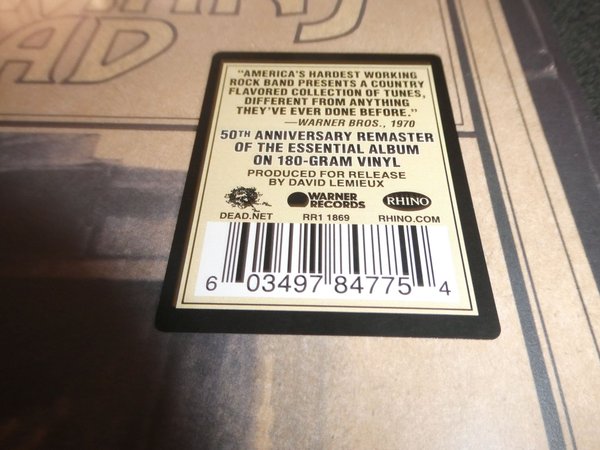 AD
"AMERICA'S HARDEST WORKING
ROCK BAND PRESENTS A COUNTRY
FLAVORED COLLECTION OF TUNES,
DIFFERENT FROM ANYTHING
THEY'VE EVER DONE BEFORE."
—WARNER BROS., 1970
50TH ANNIVERSARY REMASTER
OF THE ESSENTIAL ALBUM
ON 180-GRAM VINYL
PRODUCED FOR RELEASE
BY DAVID LEMIEUX
WARNER RECORDS
RHINO
DEAD.NET RR1 1869 RHINO.COM
6 03497 84775 4